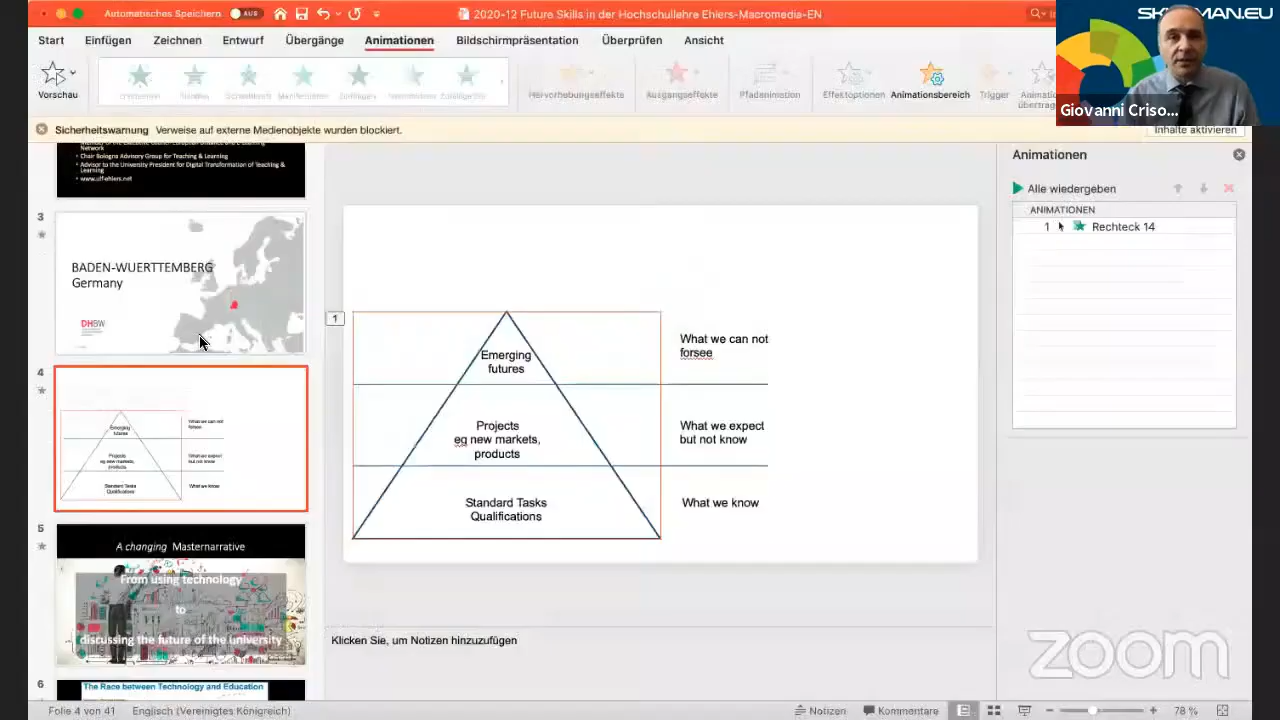 Automatisches Speichern AUS
2020-12 Future Skills in der Hochschullehre Ehlers-Macromedia-EN
SK MAN.EU
Start Einfügen Zeichnen Entwurf Übergänge Animationen Bildschirmpräsentation Überprüfen Ansicht
Vorschau
Hervorhebungseffekte Ausgangseffekte Pfadanimation Effektoptionen Animationsbereich Trigger
Giovanni Criso...
Sicherheitswarnung Verweise auf externe Medienobjekte wurden blockiert.
Inhalte aktivieren
Network
• Chair Bologna Advisory Group for Teaching & Learning
• Advisor to the University President for Digital Transformation of Teaching &
Learning
• www.ulf-ehlers.net
3
BADEN-WUERTTEMBERG
Germany
DHBW
4
Emerging
futures
What we can not
forsee
Projects
eg new markets,
products
What we expect
but not know
Standard Tasks
Qualifications
What we know
5
A changing Masternarrative
From using technology
to
discussing the future of the university
6
The Race between Technology and Education
1
Emerging
futures
What we can not
forsee
Projects
eg new markets,
products
What we expect
but not know
Standard Tasks
Qualifications
What we know
Klicken Sie, um Notizen hinzuzufügen
Animationen
Alle wiedergeben
ANIMATIONEN
1 Rechteck 14
zoom
Folie 4 von 41 Englisch (Vereinigtes Königreich) Notizen Kommentare 78 %